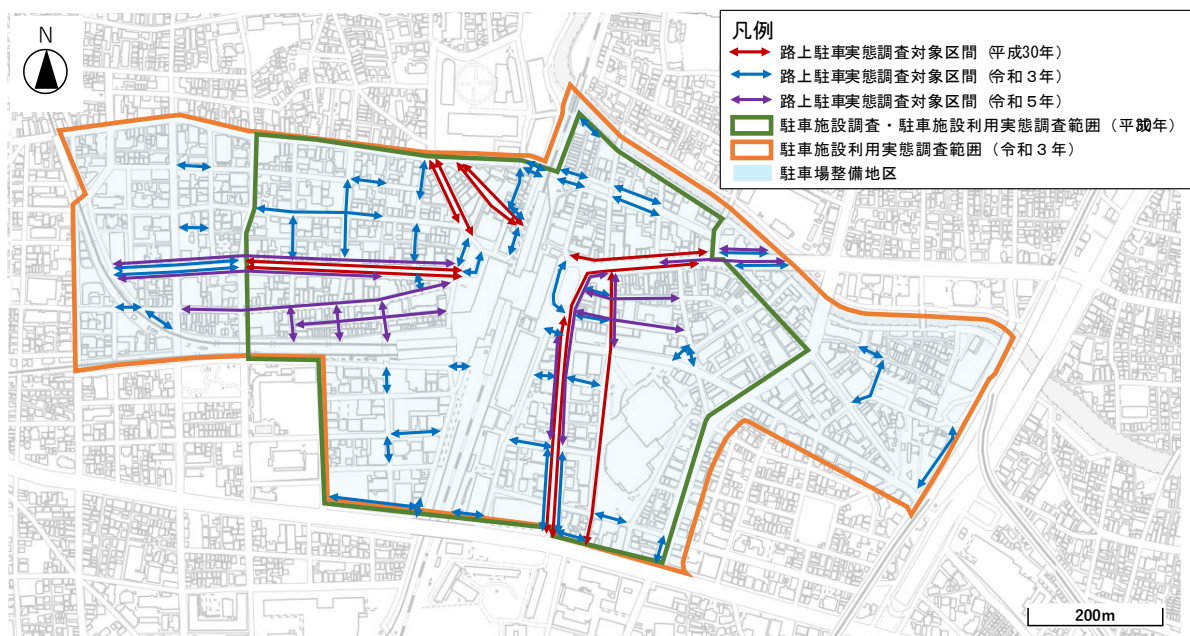 N
凡例
路上駐車実態調査対象区間(平成30年)
路上駐車実態調査対象区間(令和3年)
路上駐車実態調査対象区間(令和5年)
駐車施設調査・駐車施設利用実態調査範囲(平成30年)
駐車施設利用実態調査範囲(令和3年)
駐車場整備地区
200m